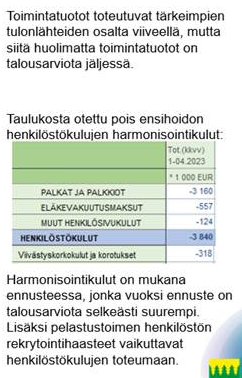 Toimintatuotot toteutuvat tärkeimpien
tulonlähteiden osalta viiveellä, mutta
siitä huolimatta toimintatuotot on
talousarviota jäljessä.
Taulukosta otettu pois ensihoidon
henkilöstökulujen harmonisointikulut:
Tot.(kkvv)
1-04.2023
* 1 000 EUR
PALKAT JA PALKKIOT -3 160
ELÄKEVAKUUTUSMAKSUT -557
MUUT HENKILÖSIVUKULUT -124
HENKILÖSTÖKULUT -3 840
Viivästyskorkokulut ja korotukset -318
Harmonisointikulut on mukana
ennusteessa, jonka vuoksi ennuste on
talousarviota selkeästi suurempi.
Lisäksi pelastustoimen henkilöstön
rekrytointihaasteet vaikuttavat
henkilöstökulujen toteumaan.